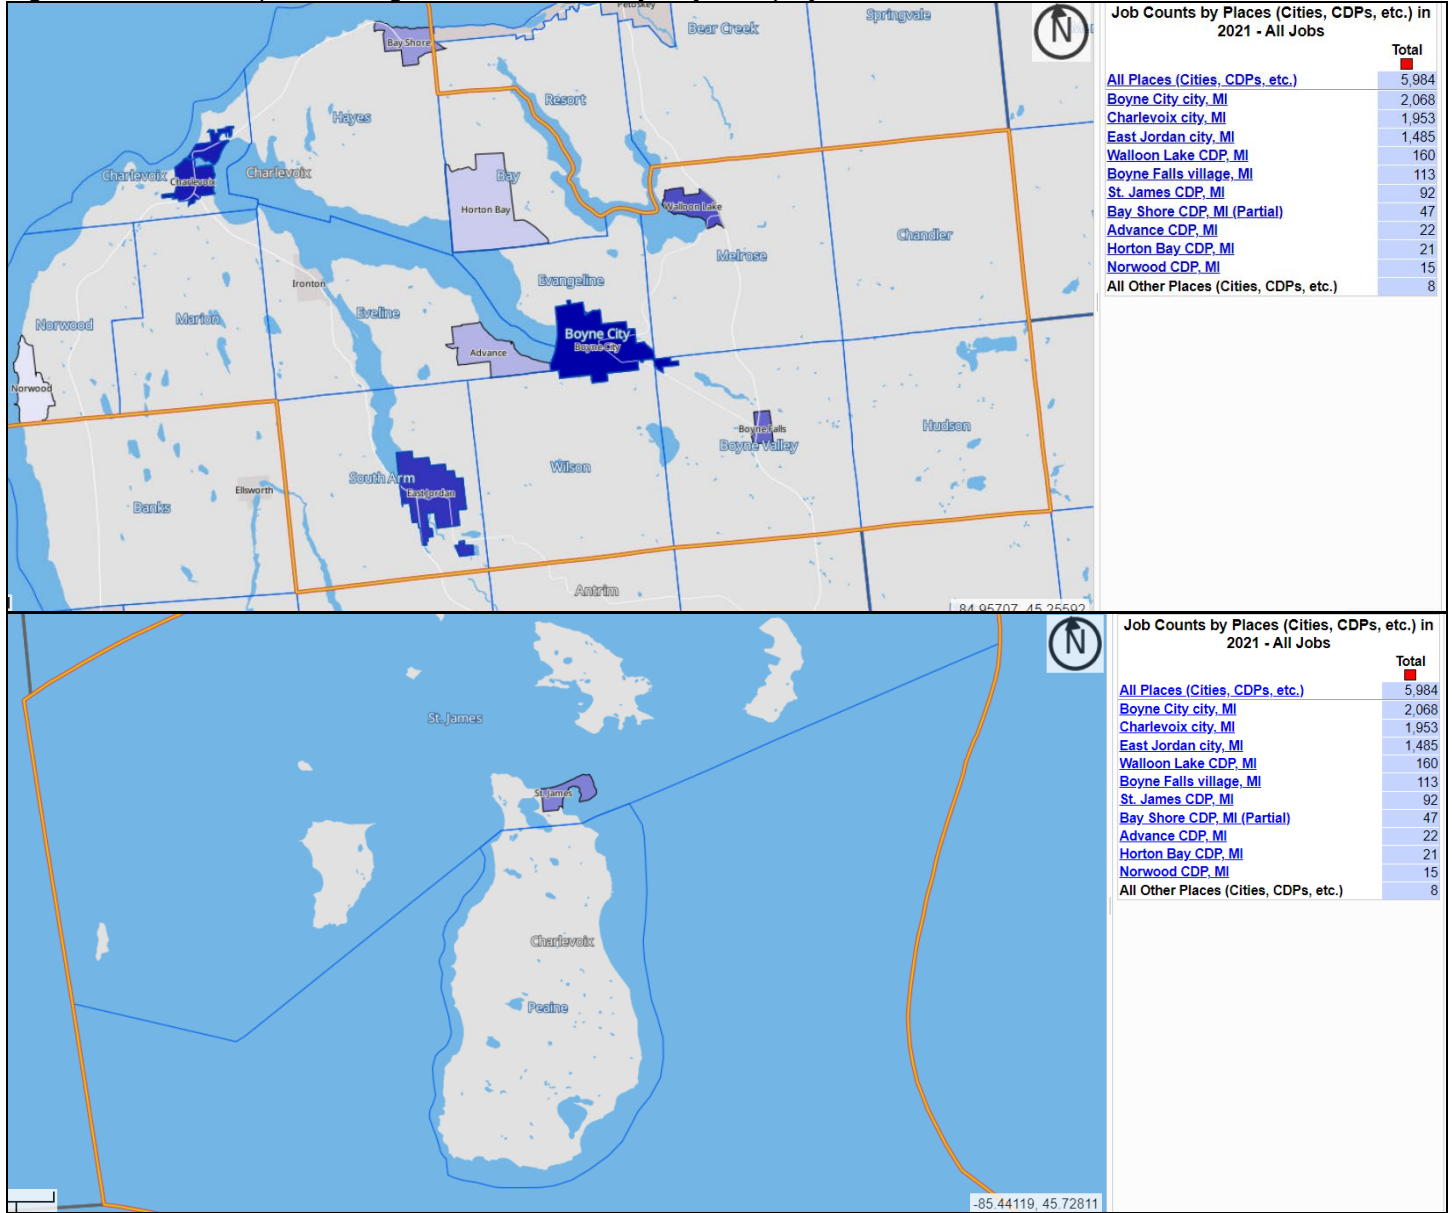 Petoskey
Springvale
Bear Creek
Bay Shore
N
Resort
Hayes
Charlevoix
Charlevoix
Charlevoix
Bay
Horton Bay
Walloon Lake
Chandler
Melrose
Evangeline
Ironton
Eveline
Norwood
Marion
Boyne City
Boyne City
Advance
Norwood
Boyne Falls
Boyne Valley
Hudson
South Arm
Wilson
Ellsworth
East Jordan
Banks
Antrim
84.95707, 45.25592
Job Counts by Places (Cities, CDPs, etc.) in
2021 - All Jobs
Total
All Places (Cities, CDPs, etc.) 5,984
Boyne City city, MI 2,068
Charlevoix city, MI 1,953
East Jordan city, MI 1,485
Walloon Lake CDP, MI 160
Boyne Falls village, MI 113
St. James CDP, MI 92
Bay Shore CDP, MI (Partial) 47
Advance CDP, MI 22
Horton Bay CDP, MI 21
Norwood CDP, MI 15
All Other Places (Cities, CDPs, etc.) 8
N
St. James
St. James
Charlevoix
Peaine
-85.44119, 45.72811
Job Counts by Places (Cities, CDPs, etc.) in
2021 - All Jobs
Total
All Places (Cities, CDPs, etc.) 5,984
Boyne City city, MI 2,068
Charlevoix city, MI 1,953
East Jordan city, MI 1,485
Walloon Lake CDP, MI 160
Boyne Falls village, MI 113
St. James CDP, MI 92
Bay Shore CDP, MI (Partial) 47
Advance CDP, MI 22
Horton Bay CDP, MI 21
Norwood CDP, MI 15
All Other Places (Cities, CDPs, etc.) 8